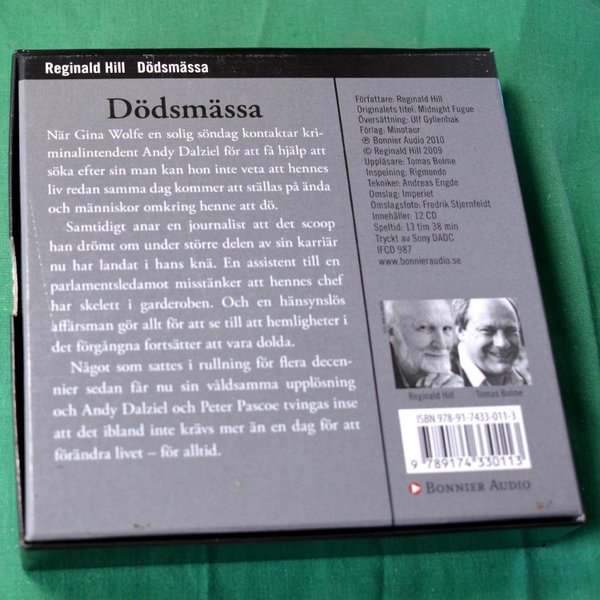 Reginald Hill Dödsmässa
Dödsmässa
När Gina Wolfe en solig söndag kontaktar kri-
minalintendent Andy Dalziel för att få hjälp att
söka efter sin man kan hon inte veta att hennes
liv redan samma dag kommer att ställas på ända
och människor omkring henne att dö.
Samtidigt anar en journalist att det scoop
han drömt om under större delen av sin karriär
nu har landat i hans knä. En assistent till en
parlamentsledamot misstänker att hennes chef
har skelett i garderoben. Och en hänsynslös
affärsman gör allt för att se till att hemligheter i
det förgångna fortsätter att vara dolda.
Något som sattes i rullning för flera decen-
nier sedan får nu sin våldsamma upplösning
och Andy Dalziel och Peter Pascoe tvingas inse
att det ibland inte krävs mer än en dag för att
förändra livet – för alltid.
Författare: Reginald Hill
Originalets titel: Midnight Fugue
Översättning: Ulf Gyllenhak
Förlag: Minotaur
℗ Bonnier Audio 2010
© Reginald Hill 2009
Uppläsare: Tomas Bolme
Inspelning: Rigmondo
Tekniker: Andreas Engde
Omslag: Imperiet
Omslagsfoto: Fredrik Stjernfeldt
Innehåller: 12 CD
Speltid: 13 tim 38 min
Tryckt av Sony DADC
IFCD 987
www.bonnieraudio.se
Reginald Hill Tomas Bolme
ISBN 978-91-7433-011-3
9 789174 330113
BONNIER AUDIO